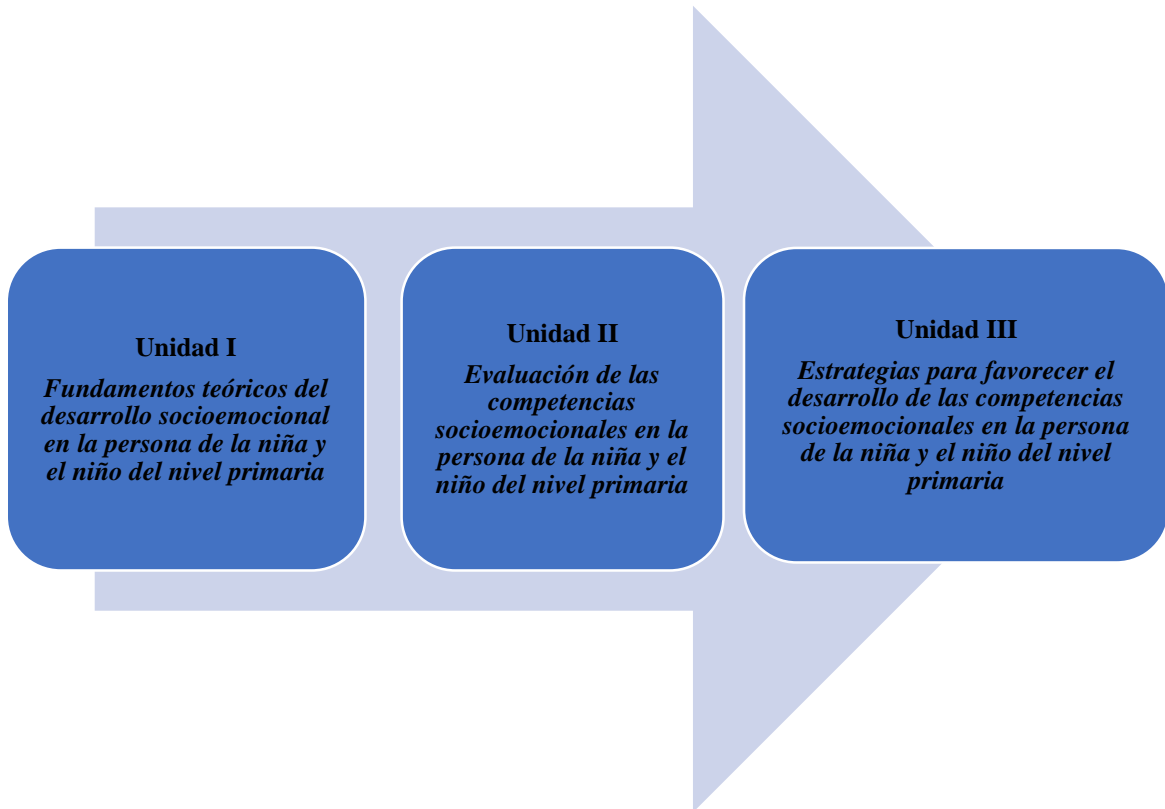 Unidad I
Fundamentos teóricos del
desarrollo socioemocional
en la persona de la niña y
el niño del nivel primaria
Unidad II
Evaluación de las
competencias
socioemocionales en la
persona de la niña y el
niño del nivel primaria
Unidad III
Estrategias para favorecer el
desarrollo de las competencias
socioemocionales en la persona
de la niña y el niño del nivel
primaria